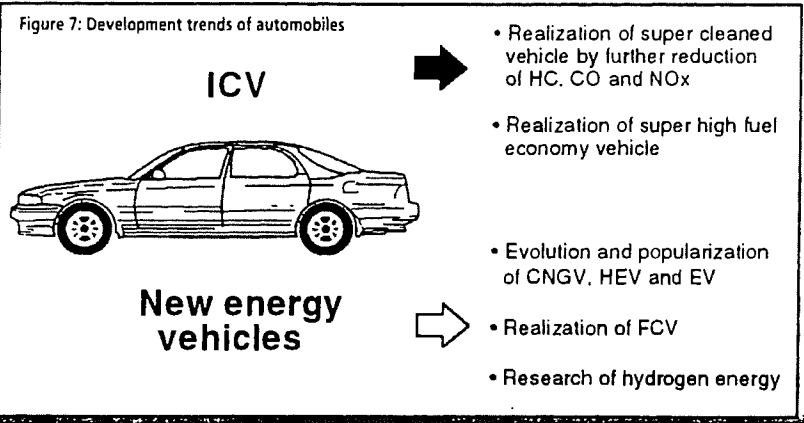 Figure 7: Development trends of automobiles
ICV
• Realization of super cleaned
vehicle by further reduction
of HC, CO and NOx
• Realization of super high fuel
economy vehicle
New energy
vehicles
• Evolution and popularization
of CNGV, HEV and EV
• Realization of FCV
• Research of hydrogen energy